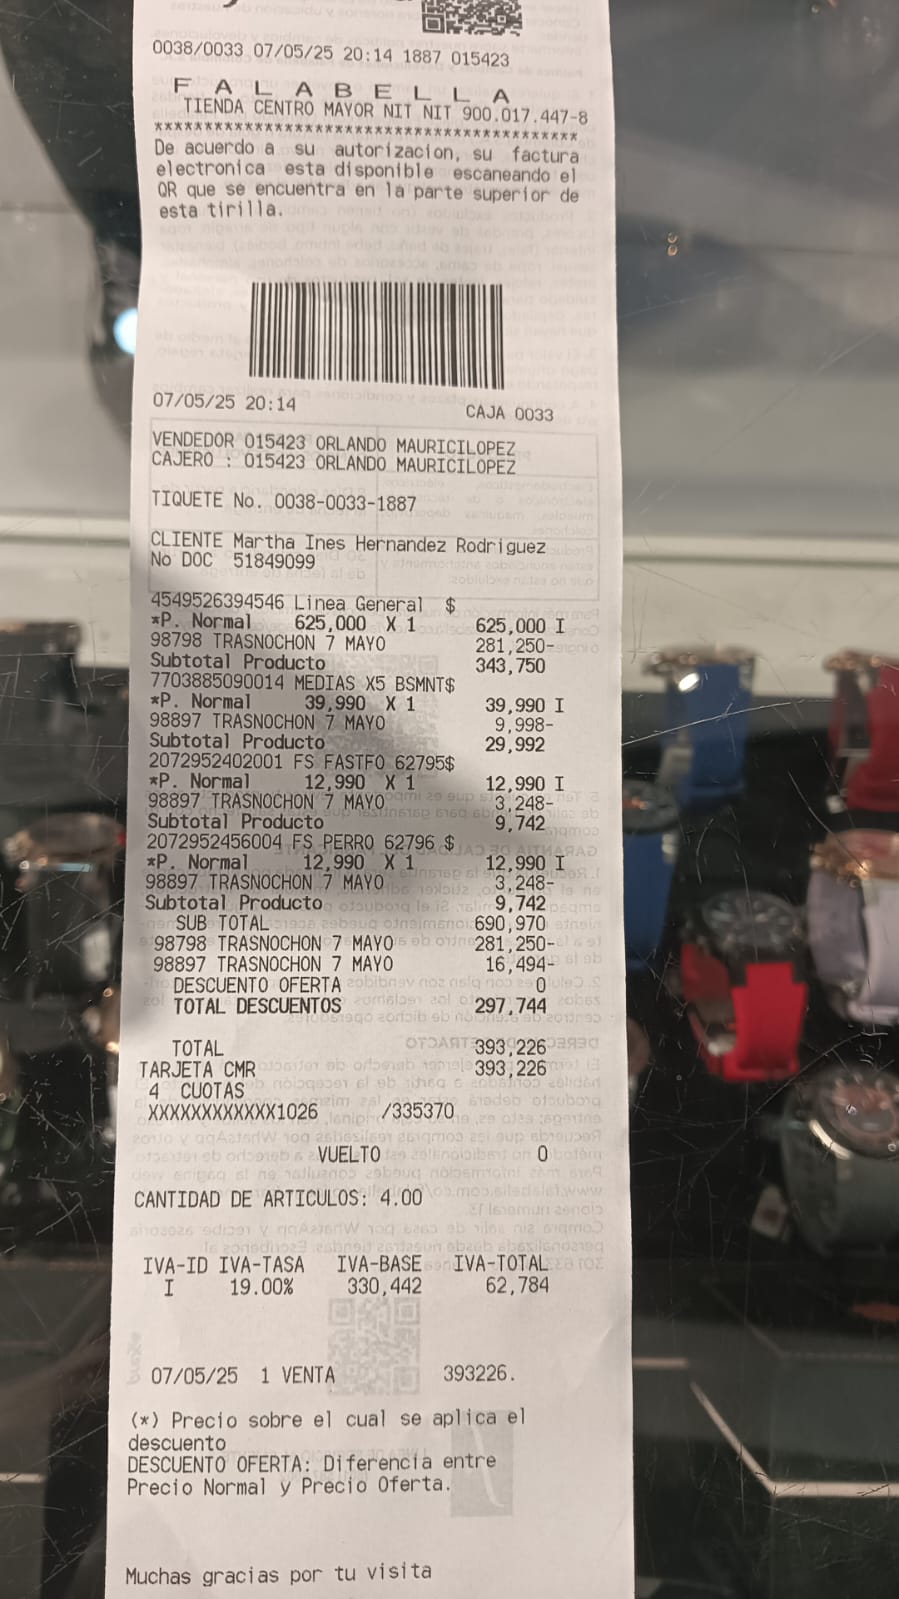 0038/0033 07/05/25 20:14 1887 015423
F A L A B E L L A
TIENDA CENTRO MAYOR NIT NIT 900.017.447-8
******************************************
De acuerdo a su autorizacion, su factura
electronica esta disponible escaneando el
QR que se encuentra en la parte superior de
esta tirilla.
07/05/25 20:14 CAJA 0033
VENDEDOR 015423 ORLANDO MAURICILOPEZ
CAJERO : 015423 ORLANDO MAURICILOPEZ
TIQUETE No. 0038-0033-1887
CLIENTE Martha Ines Hernandez Rodriguez
No DOC 51849099
4549526394546 Linea General $
*P. Normal 625,000 X 1 625,000 I
98798 TRASNOCHON 7 MAYO 281,250-
Subtotal Producto 343,750
7703885090014 MEDIAS X5 BSMNT$
*P. Normal 39,990 X 1 39,990 I
98897 TRASNOCHON 7 MAYO 9,998-
Subtotal Producto 29,992
2072952402001 FS FASTFO 62795$
*P. Normal 12,990 X 1 12,990 I
98897 TRASNOCHON 7 MAYO 3,248-
Subtotal Producto 9,742
2072952456004 FS PERRO 62796 $
*P. Normal 12,990 X 1 12,990 I
98897 TRASNOCHON 7 MAYO 3,248-
Subtotal Producto 9,742
SUB TOTAL 690,970
98798 TRASNOCHON 7 MAYO 281,250-
98897 TRASNOCHON 7 MAYO 16,494-
DESCUENTO OFERTA 0
TOTAL DESCUENTOS 297,744
TOTAL 393,226
TARJETA CMR 393,226
4 CUOTAS
XXXXXXXXXXXX1026 /335370
VUELTO 0
CANTIDAD DE ARTICULOS: 4.00
IVA-ID IVA-TASA IVA-BASE IVA-TOTAL
I 19.00% 330,442 62,784
07/05/25 1 VENTA 393226.
(*) Precio sobre el cual se aplica el
descuento
DESCUENTO OFERTA: Diferencia entre
Precio Normal y Precio Oferta.
Muchas gracias por tu visita